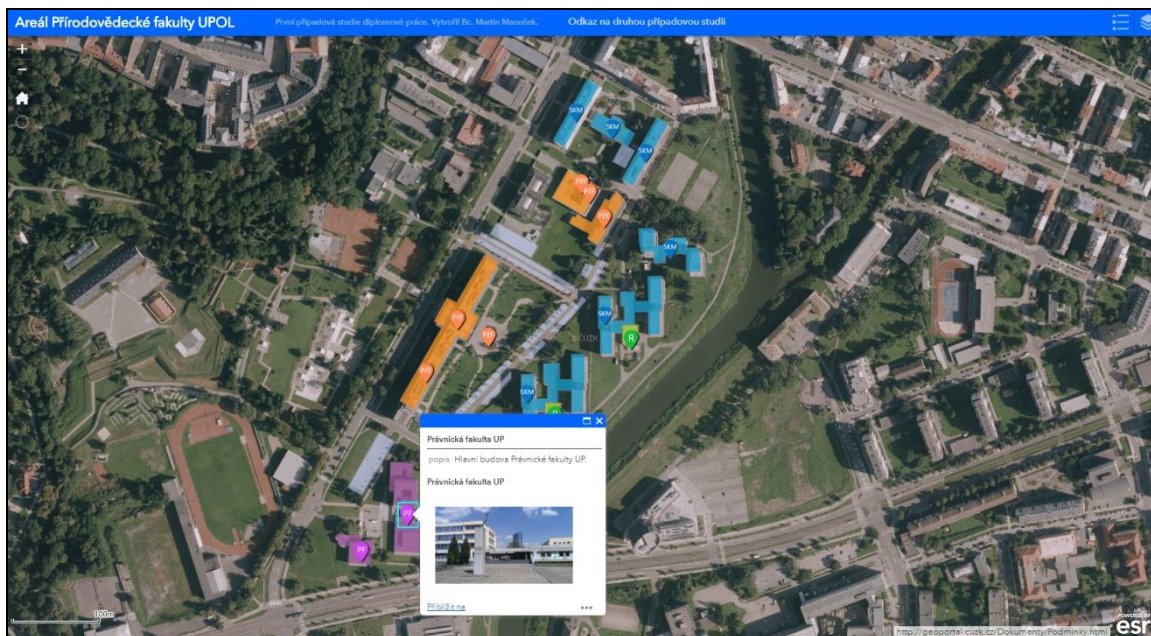 Areál Přírodovědecké fakulty UPOL
První případová studie diplomové práce. Vytvořil Bc. Martin Maceček.
Odkaz na druhou případovou studii
SKM
SKM
SKM
PřF
PřF
PřF
SKM
SKM
PřF
PřF
R
© ČÚZK
PřF
SKM
Právnická fakulta UP
popis Hlavní budova Právnické fakulty UP.
Právnická fakulta UP
PF
PF
Přiblížit na
100m
POWERED BY
esri
http://geoportal.cuzk.cz/Dokumenty/Podminky.html